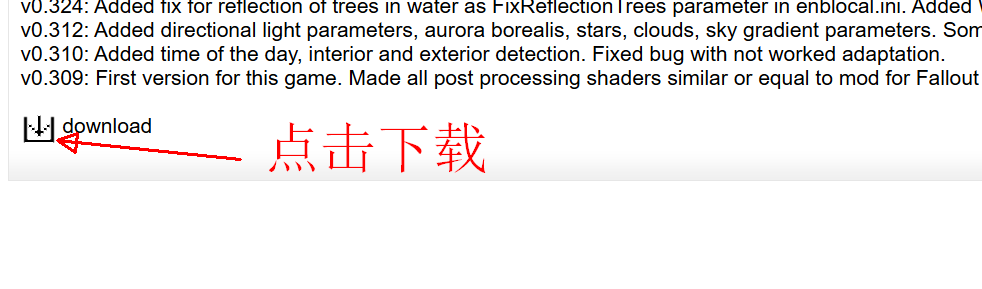 v0.324: Added fix for reflection of trees in water as FixReflectionTrees parameter in enblocal.ini. Added
v0.312: Added directional light parameters, aurora borealis, stars, clouds, sky gradient parameters. Som
v0.310: Added time of the day, interior and exterior detection. Fixed bug with not worked adaptation.
v0.309: First version for this game. Made all post processing shaders similar or equal to mod for Fallout
download
点击下载